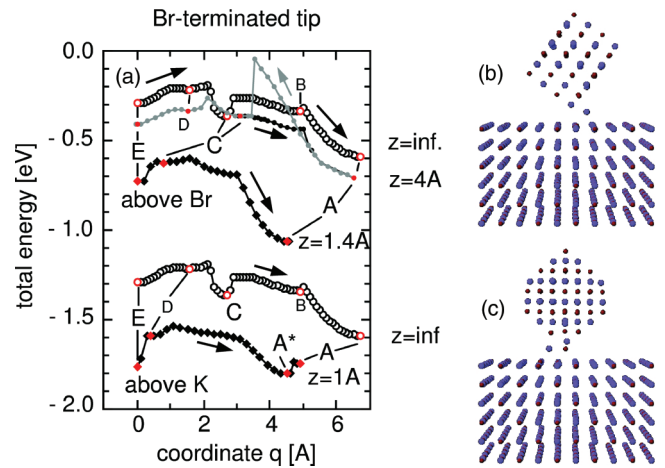 Br-terminated tip
total energy [eV]
0.0
- 0.5
- 1.0
- 1.5
- 2.0
(a)
B
D
E
C
above Br
A
z=1.4A
z=inf.
z=4A
D
E
C
B
A*
A
above K
z=1A
z=inf
0
2
4
6
coordinate q [A]
(b)
(c)